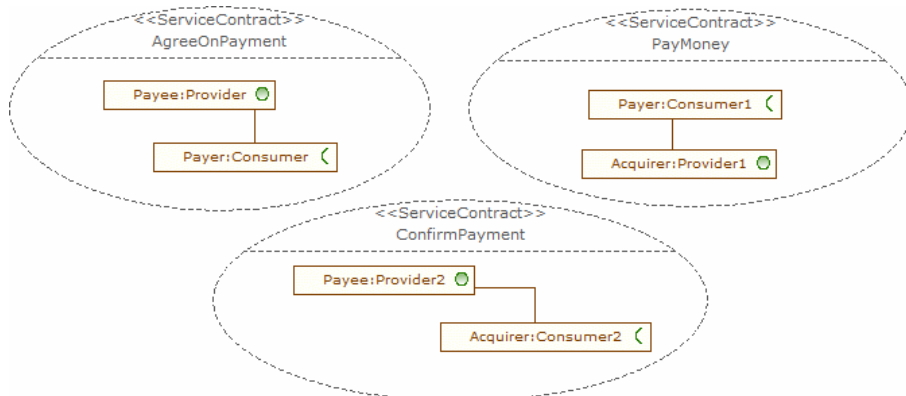 <<ServiceContract>>
AgreeOnPayment
Payee:Provider
Payer:Consumer
<<ServiceContract>>
PayMoney
Payer:Consumer1
Acquirer:Provider1
<<ServiceContract>>
ConfirmPayment
Payee:Provider2
Acquirer:Consumer2